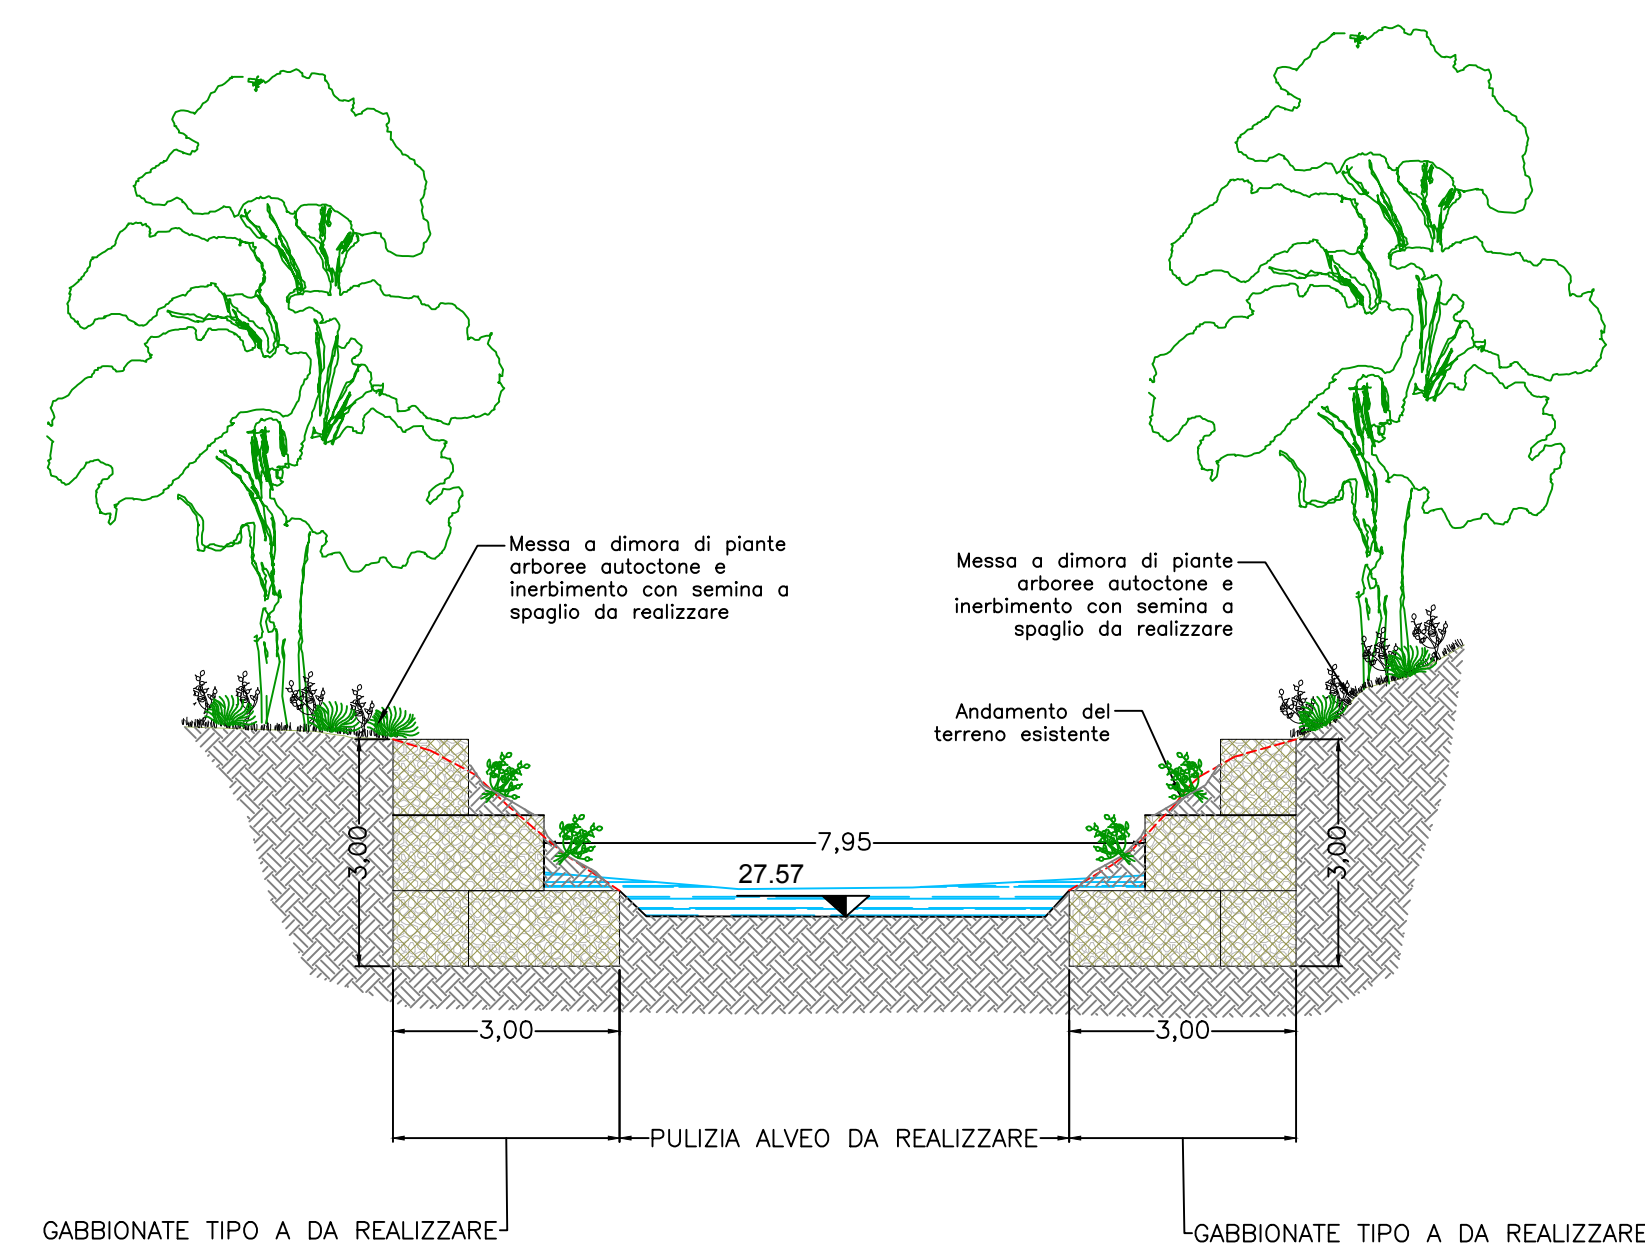 Messa a dimora di piante
arboree autoctone e
inerbimento con semina a
spaglio da realizzare
Messa a dimora di piante
arboree autoctone e
inerbimento con semina a
spaglio da realizzare
Andamento del
terreno esistente
7,95
27.57
3,00
3,00
3,00
3,00
PULIZIA ALVEO DA REALIZZARE
GABBIONATE TIPO A DA REALIZZARE
GABBIONATE TIPO A DA REALIZZARE